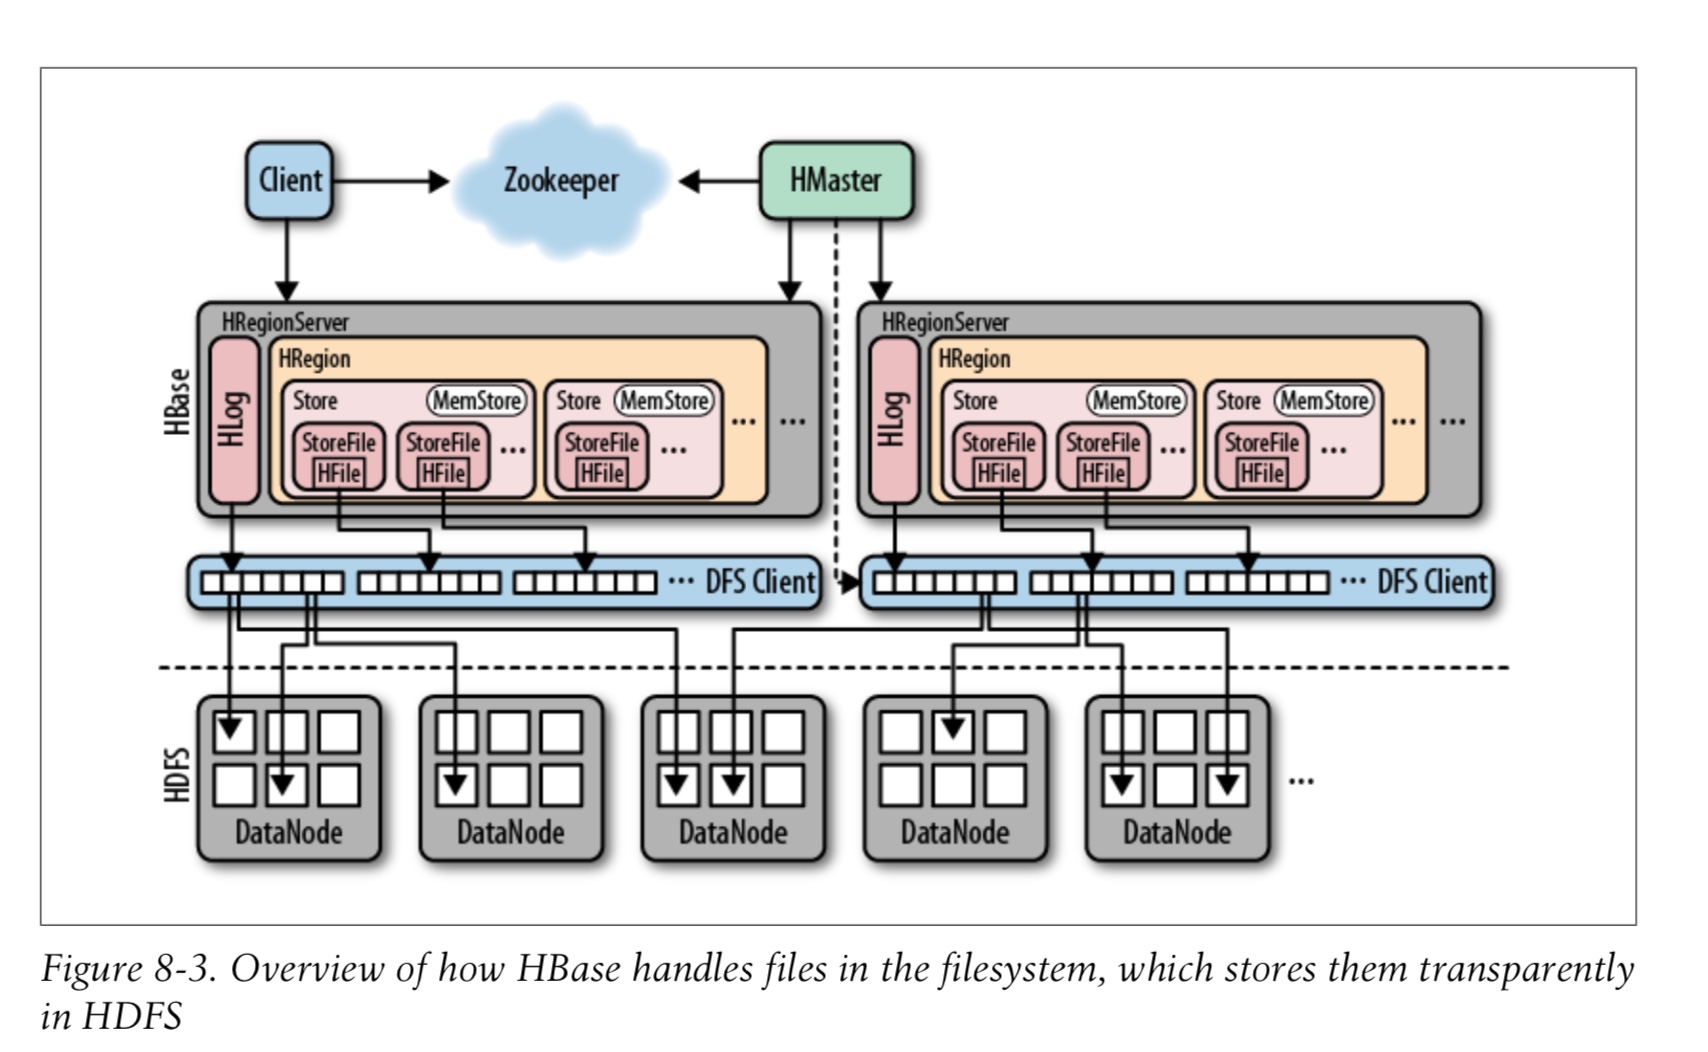 Client
Zookeeper
HMaster
HBase
HRegionServer
HLog
HRegion
Store MemStore
StoreFile
HFile
StoreFile
HFile
...
Store MemStore
StoreFile
HFile
...
...
...
HRegionServer
HLog
HRegion
Store MemStore
StoreFile
HFile
StoreFile
HFile
...
Store MemStore
StoreFile
HFile
...
...
...
... DFS Client
... DFS Client
HDFS
DataNode
DataNode
DataNode
DataNode
DataNode
...
Figure 8-3. Overview of how HBase handles files in the filesystem, which stores them transparently
in HDFS